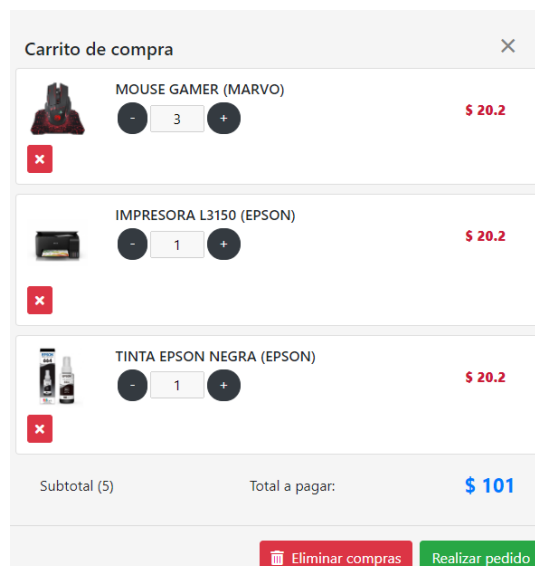 Carrito de compra
×
MOUSE GAMER (MARVO)
- 3 +
$ 20.2
×
IMPRESORA L3150 (EPSON)
- 1 +
$ 20.2
×
TINTA EPSON NEGRA (EPSON)
- 1 +
$ 20.2
×
Subtotal (5) Total a pagar: $ 101
Eliminar compras Realizar pedido